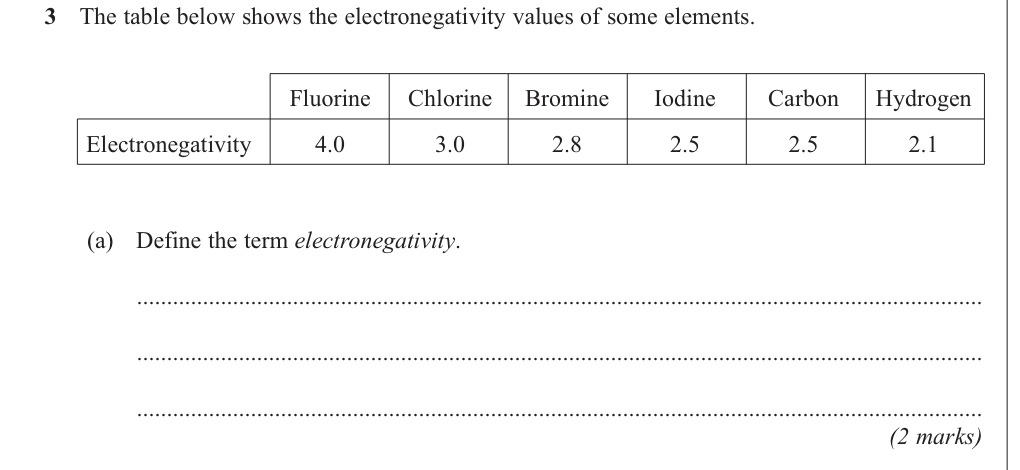 3 The table below shows the electronegativity values of some elements.
Fluorine Chlorine Bromine Iodine Carbon Hydrogen
Electronegativity 4.0 3.0 2.8 2.5 2.5 2.1
(a) Define the term electronegativity.
................................................................................
................................................................................
................................................................................
(2 marks)